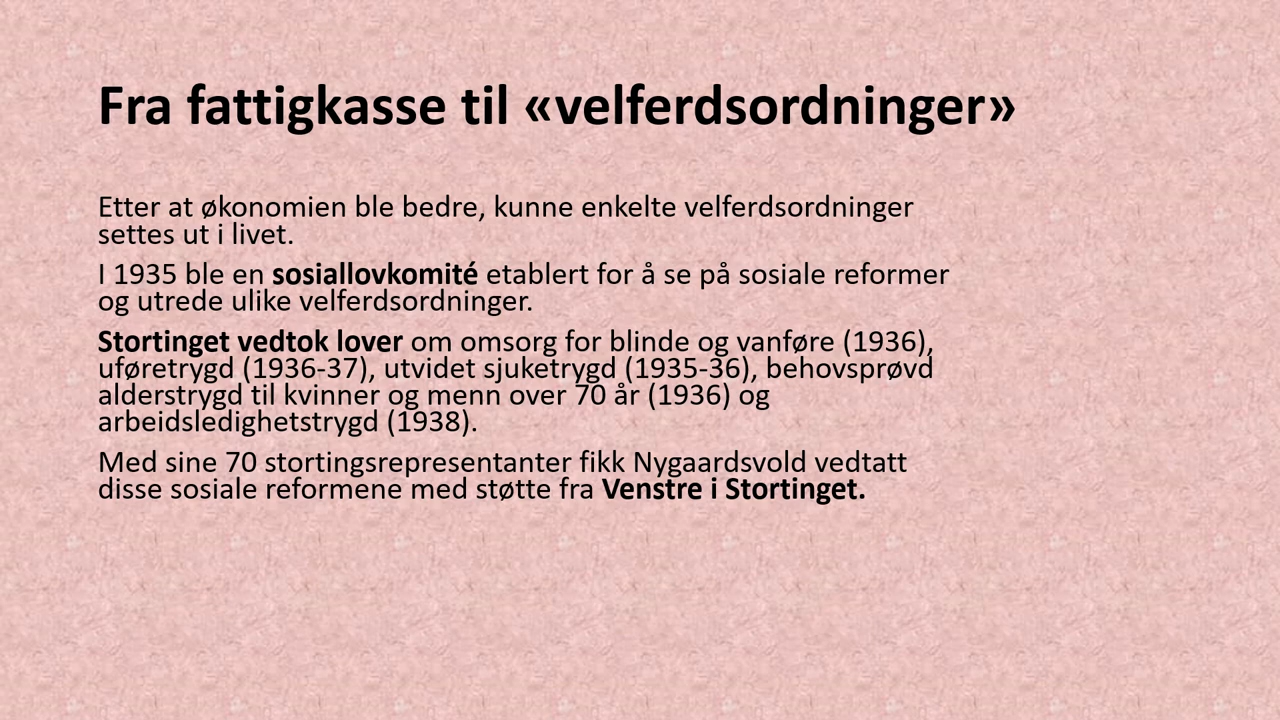 Fra fattigkasse til «velferdsordninger»
Etter at økonomien ble bedre, kunne enkelte velferdsordninger
settes ut i livet.
I 1935 ble en sosiallovkomité etablert for å se på sosiale reformer
og utrede ulike velferdsordninger.
Stortinget vedtok lover om omsorg for blinde og vanføre (1936),
uføretrygd (1936-37), utvidet sjuketrygd (1935-36), behovsprøvd
alderstrygd til kvinner og menn over 70 år (1936) og
arbeidsledighetstrygd (1938).
Med sine 70 stortingsrepresentanter fikk Nygaardsvold vedtatt
disse sosiale reformene med støtte fra Venstre i Stortinget.